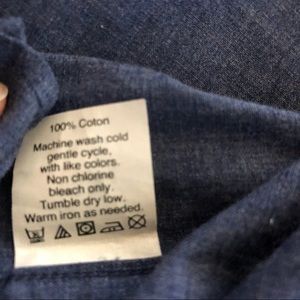 100% Coton
Machine wash cold
gentle cycle,
with like colors.
Non chlorine
bleach only.
Tumble dry low.
Warm iron as needed.